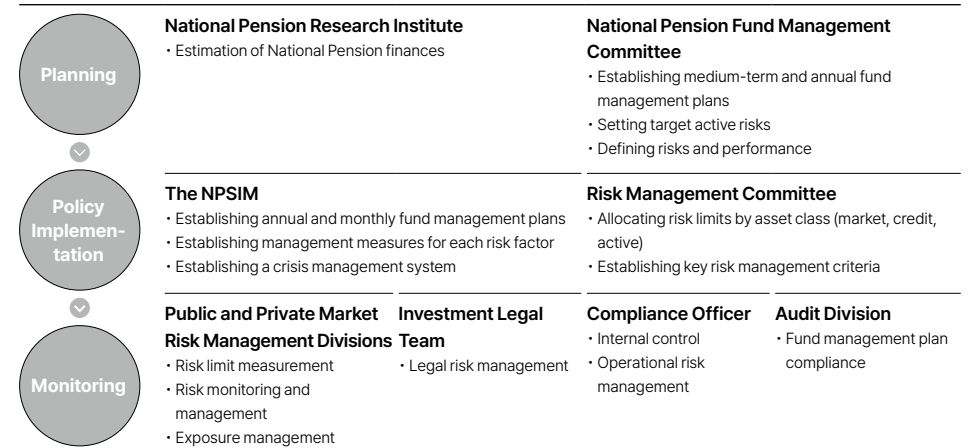 Planning
National Pension Research Institute
· Estimation of National Pension finances
National Pension Fund Management
Committee
· Establishing medium-term and annual fund
management plans
· Setting target active risks
· Defining risks and performance
Policy
Implemen-
tation
The NPSIM
· Establishing annual and monthly fund management plans
· Establishing management measures for each risk factor
· Establishing a crisis management system
Risk Management Committee
· Allocating risk limits by asset class (market, credit,
active)
· Establishing key risk management criteria
Monitoring
Public and Private Market
Risk Management Divisions
· Risk limit measurement
· Risk monitoring and
management
· Exposure management
Investment Legal
Team
· Legal risk management
Compliance Officer
· Internal control
· Operational risk
management
Audit Division
· Fund management plan
compliance